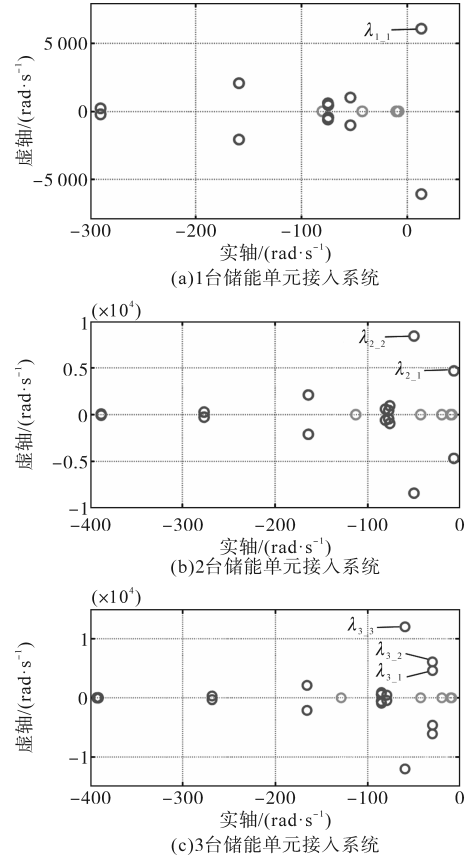 λ1_1
5 000
0
−5 000
虚轴/(rad·s⁻¹)
−300 −200 −100 0
实轴/(rad·s⁻¹)
(a)1台储能单元接入系统
(×10⁴)
1
λ2_2
0.5
λ2_1
0
−0.5
−1
虚轴/(rad·s⁻¹)
−400 −300 −200 −100 0
实轴/(rad·s⁻¹)
(b)2台储能单元接入系统
(×10⁴)
λ3_3
1
λ3_2
λ3_1
0
−1
虚轴/(rad·s⁻¹)
−400 −300 −200 −100 0
实轴/(rad·s⁻¹)
(c)3台储能单元接入系统